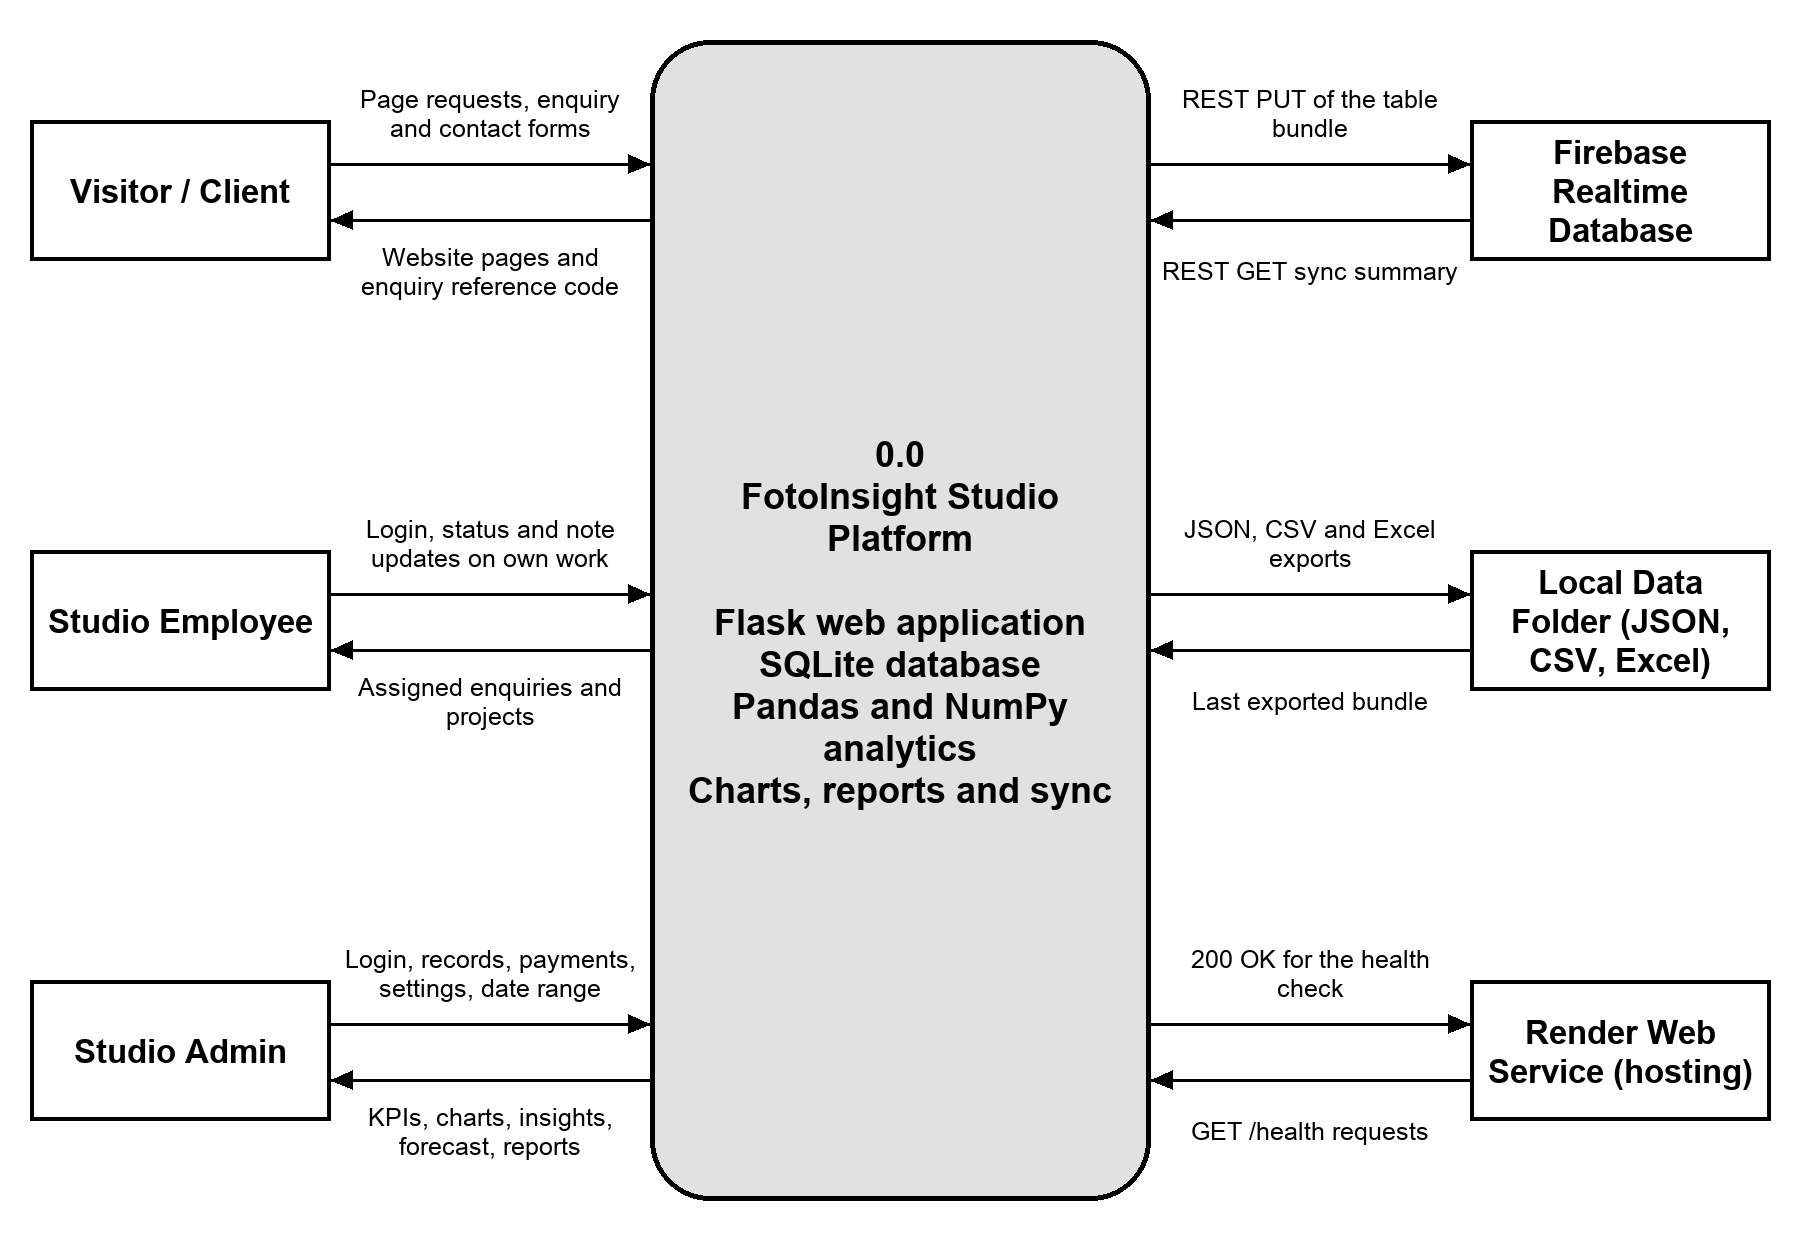 Page requests, enquiry
and contact forms
Visitor / Client
Website pages and
enquiry reference code
Login, status and note
updates on own work
Studio Employee
Assigned enquiries and
projects
Login, records, payments,
settings, date range
Studio Admin
KPIs, charts, insights,
forecast, reports
0.0
FotoInsight Studio
Platform
Flask web application
SQLite database
Pandas and NumPy
analytics
Charts, reports and sync
REST PUT of the table
bundle
Firebase
Realtime
Database
REST GET sync summary
JSON, CSV and Excel
exports
Local Data
Folder (JSON,
CSV, Excel)
Last exported bundle
200 OK for the health
check
Render Web
Service (hosting)
GET /health requests